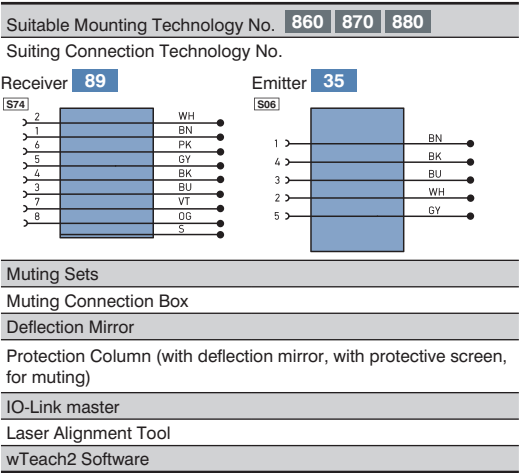 Suitable Mounting Technology No. 860 870 880
Suiting Connection Technology No.
Receiver 89
Emitter 35
S74
2 WH
1 BN
6 PK
5 GY
4 BK
3 BU
7 VT
8 OG
S
S06
1 BN
4 BK
3 BU
2 WH
5 GY
Muting Sets
Muting Connection Box
Deflection Mirror
Protection Column (with deflection mirror, with protective screen,
for muting)
IO-Link master
Laser Alignment Tool
wTeach2 Software